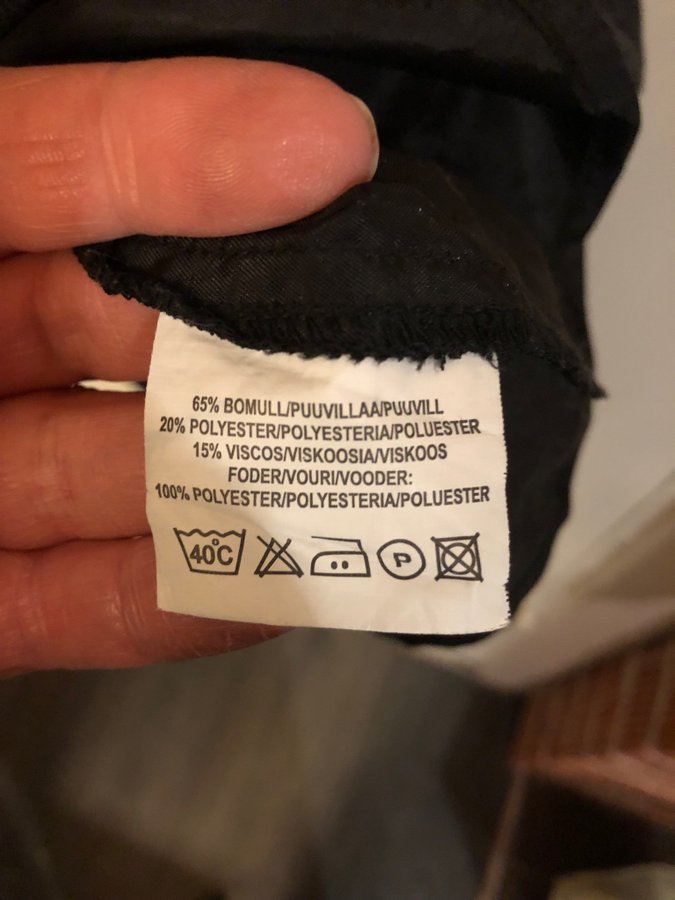 65% BOMULL/PUUVILLAA/PUUVILL
20% POLYESTER/POLYESTERIA/POLUESTER
15% VISCOS/VISKOOSIA/VISKOOS
FODER/VOURI/VOODER:
100% POLYESTER/POLYESTERIA/POLUESTER
40°C P